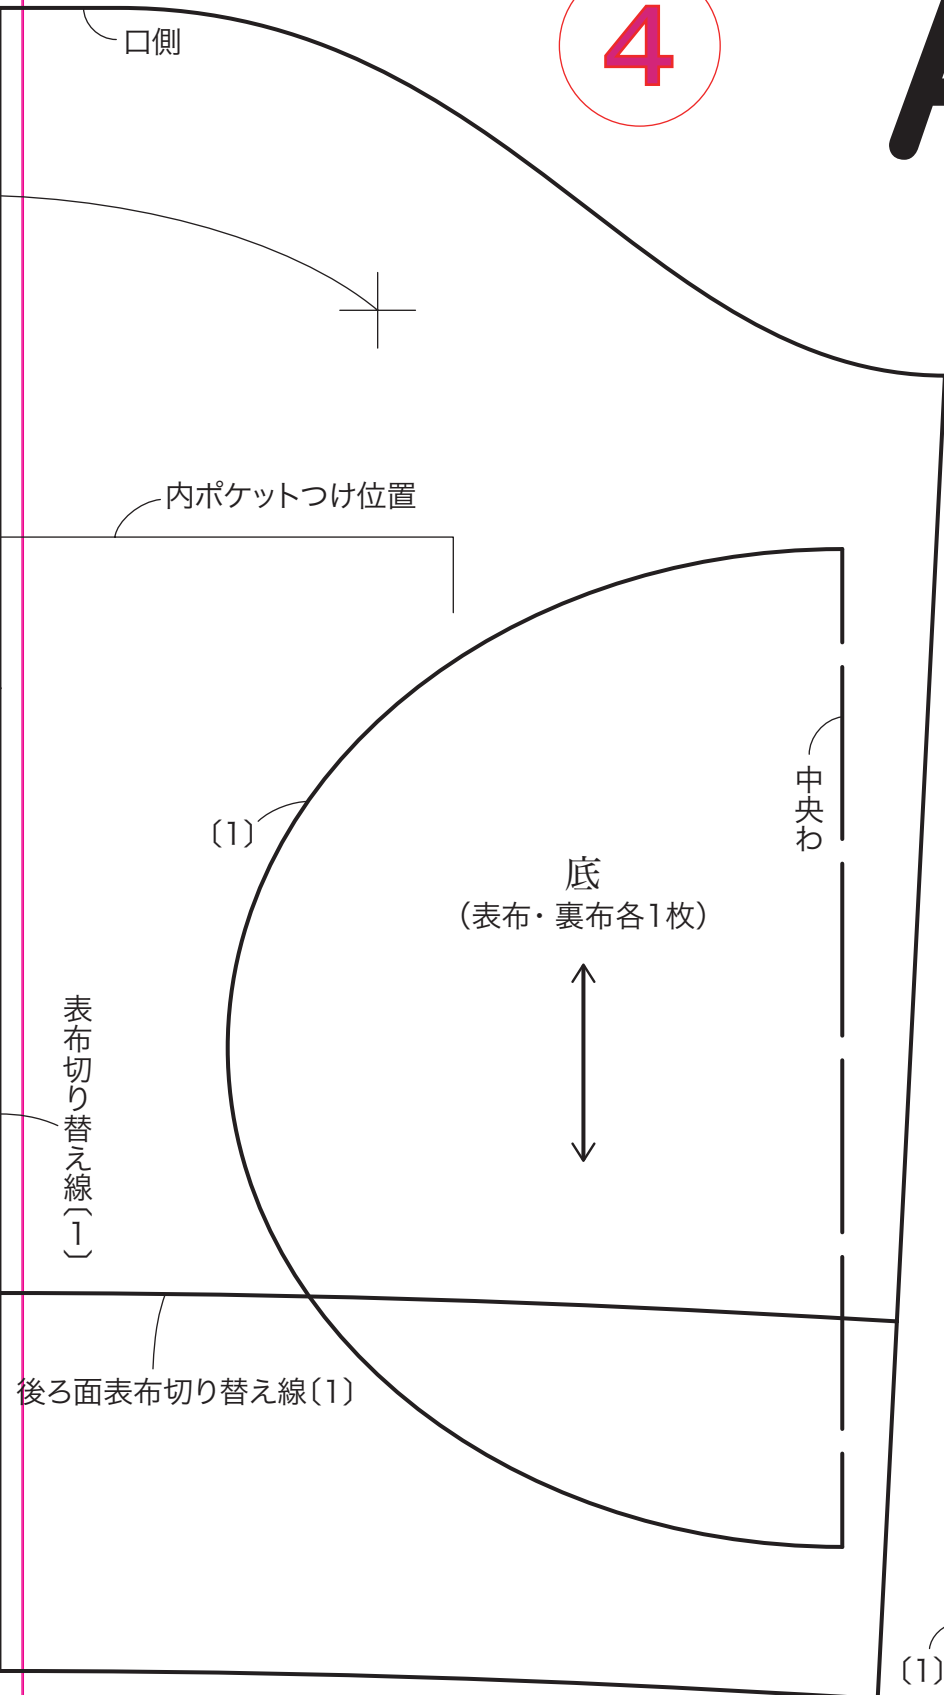 4
口側
内ポケットつけ位置
中央わ
〔1〕
底
（表布・裏布各1枚）
表布切り替え線〔1〕
後ろ面表布切り替え線〔1〕
〔1〕